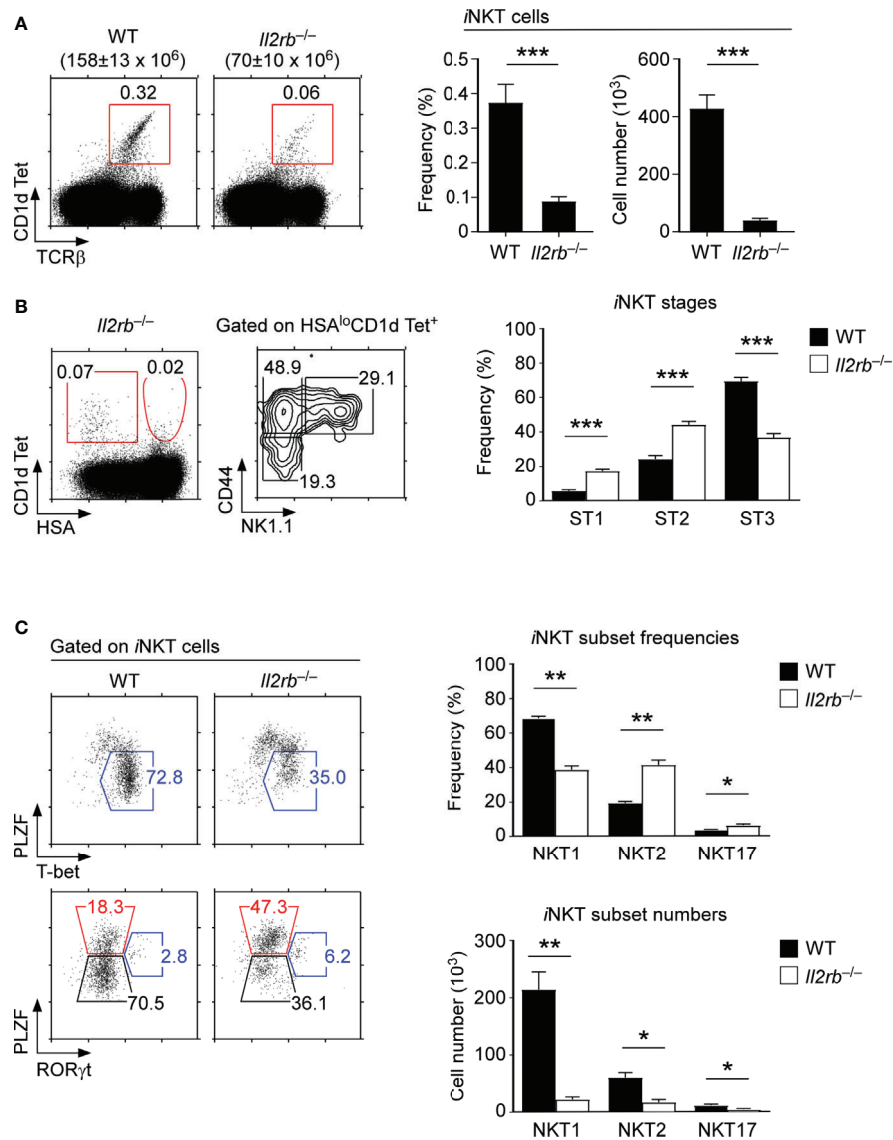 A
WT
(158±13 x 10⁶)
Il2rb–/–
(70±10 x 10⁶)
0.32
0.06
CD1d Tet
TCRβ
iNKT cells
***
Frequency (%)
0.5
0.4
0.3
0.2
0.1
0
WT
Il2rb–/–
***
Cell number (10³)
600
400
200
0
WT
Il2rb–/–
B
Il2rb–/–
0.07
0.02
CD1d Tet
HSA
Gated on HSAˡᵒCD1d Tet⁺
48.9
29.1
19.3
CD44
NK1.1
iNKT stages
WT
Il2rb–/–
Frequency (%)
100
80
60
40
20
0
***
***
***
ST1
ST2
ST3
C
Gated on iNKT cells
WT
Il2rb–/–
72.8
35.0
PLZF
T-bet
18.3
2.8
70.5
47.3
6.2
36.1
PLZF
RORγt
iNKT subset frequencies
WT
Il2rb–/–
Frequency (%)
100
80
60
40
20
0
**
**
*
NKT1
NKT2
NKT17
iNKT subset numbers
WT
Il2rb–/–
Cell number (10³)
300
200
100
0
**
*
*
NKT1
NKT2
NKT17